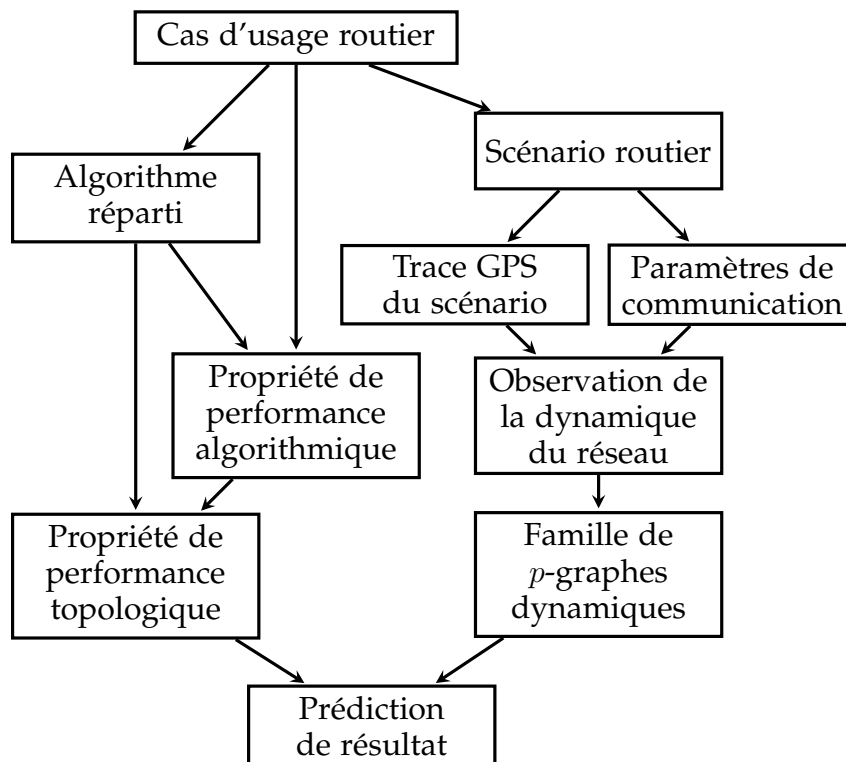 Cas d'usage routier
Scénario routier
Algorithme
réparti
Trace GPS
du scénario
Paramètres de
communication
Propriété de
performance
algorithmique
Observation de
la dynamique
du réseau
Propriété de
performance
topologique
Famille de
p-graphes
dynamiques
Prédiction
de résultat